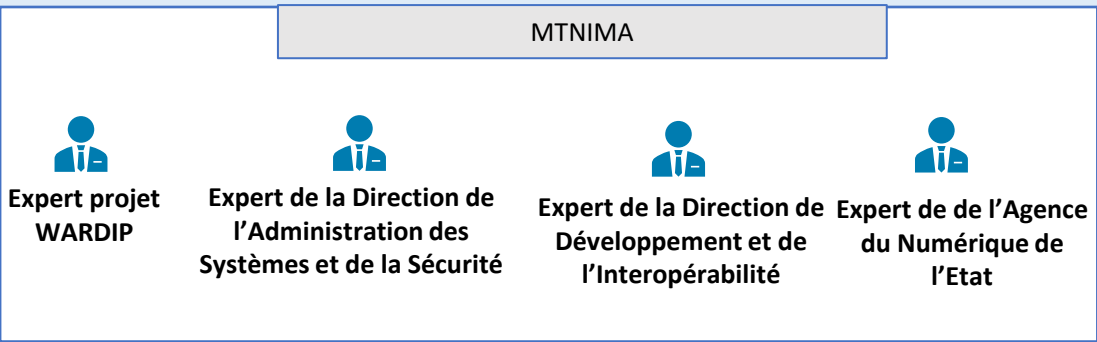 MTNIMA
Expert projet
WARDIP
Expert de la Direction de
l’Administration des
Systèmes et de la Sécurité
Expert de la Direction de
Développement et de
l’Interopérabilité
Expert de de l’Agence
du Numérique de
l’Etat